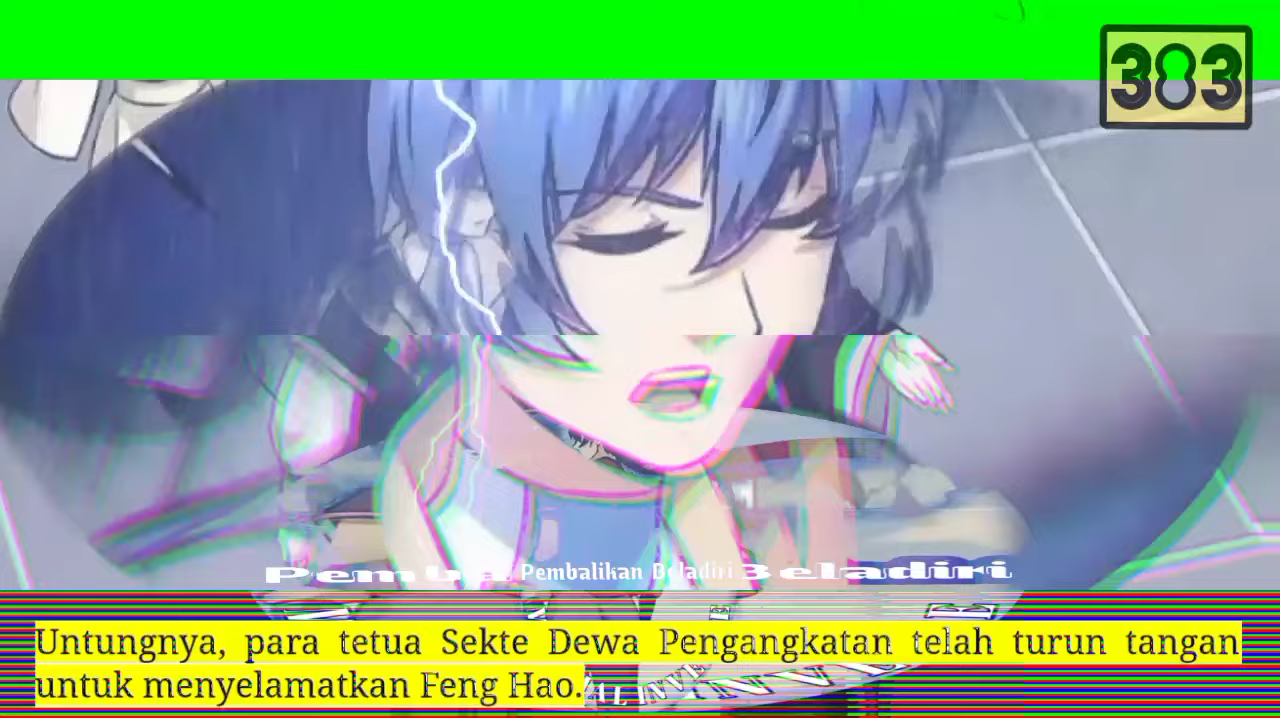 383
Pembalikan Beladiri
Untungnya, para tetua Sekte Dewa Pengangkatan telah turun tangan
untuk menyelamatkan Feng Hao.